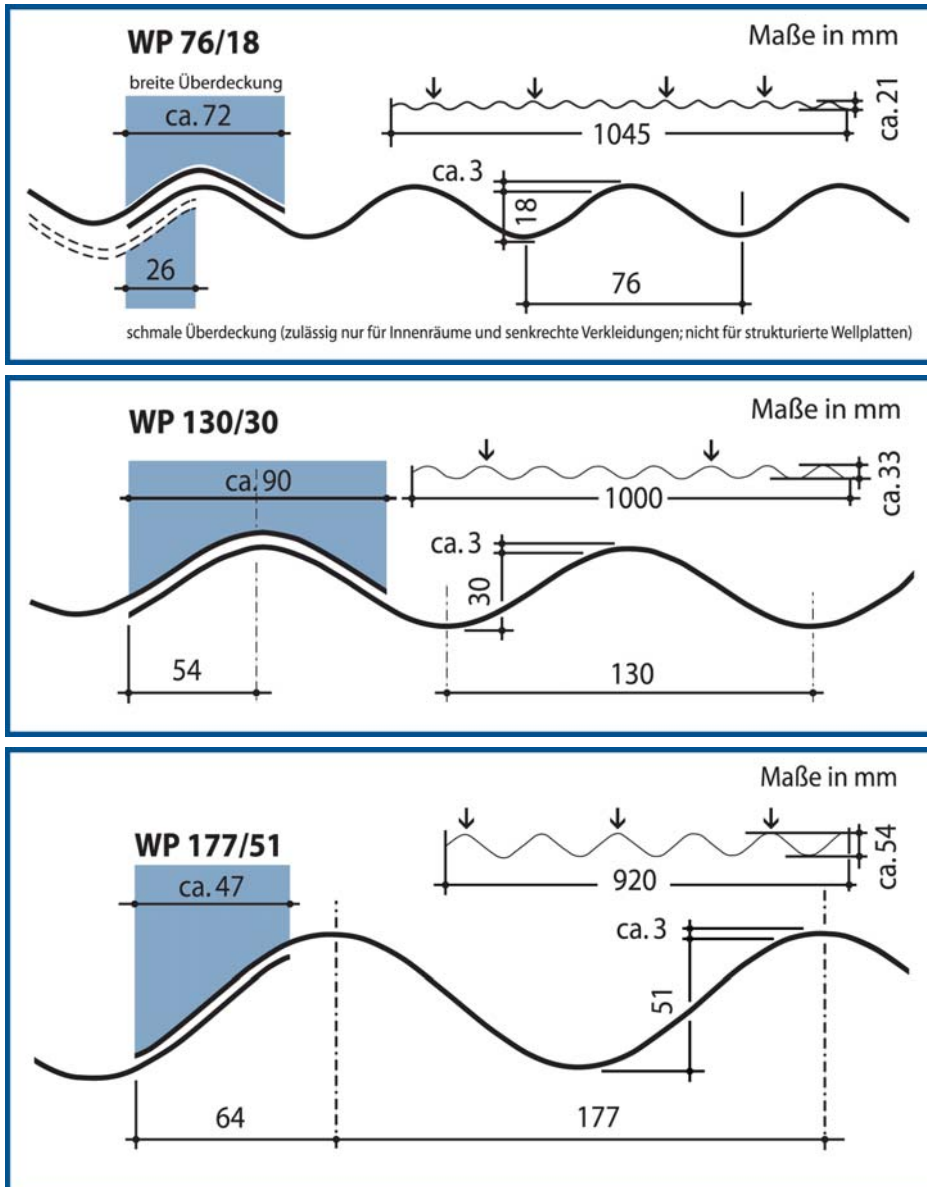 WP 76/18
Maße in mm
breite Überdeckung
ca. 72
1045
ca. 21
ca. 3
18
26
76
schmale Überdeckung (zulässig nur für Innenräume und senkrechte Verkleidungen; nicht für strukturierte Wellplatten)
WP 130/30
Maße in mm
ca. 90
1000
ca. 33
ca. 3
30
54
130
Maße in mm
WP 177/51
ca. 47
920
ca. 54
ca. 3
51
64
177